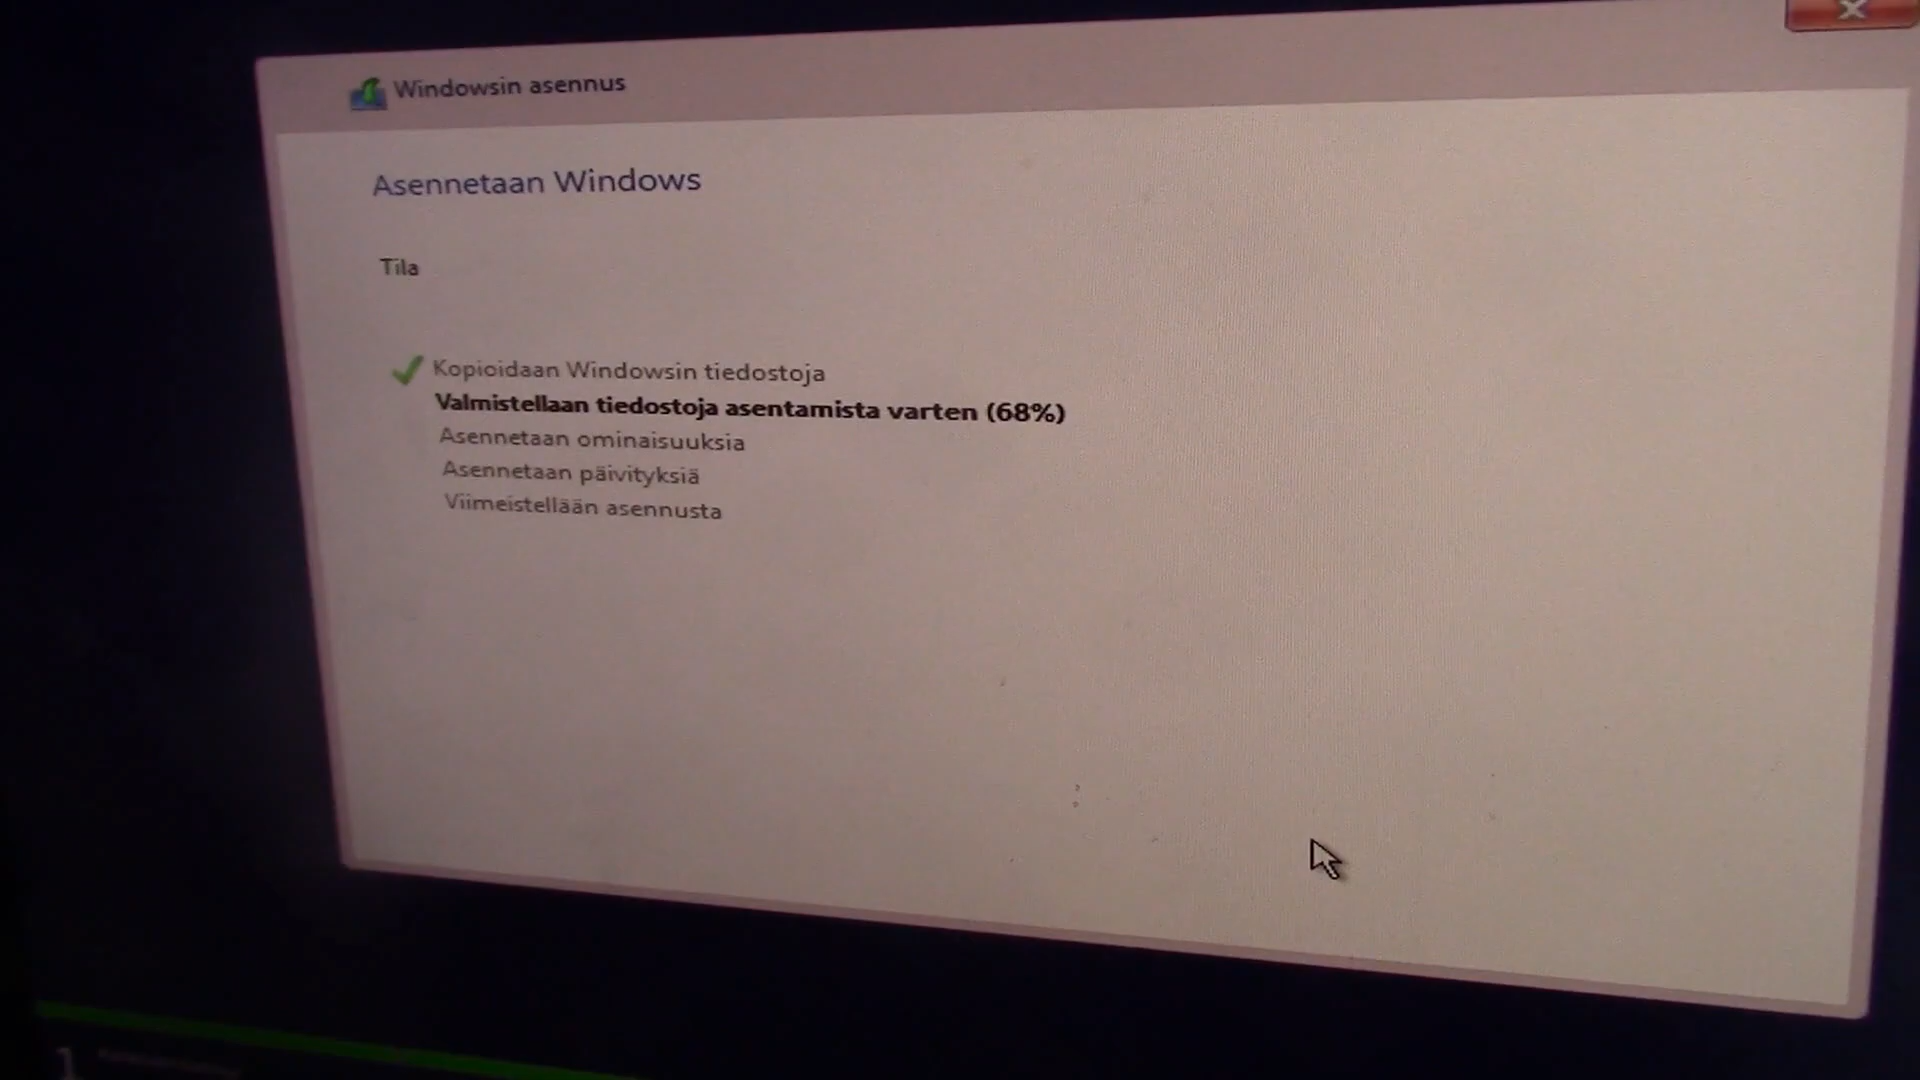 Windowsin asennus
Asennetaan Windows
Tila
Kopioidaan Windowsin tiedostoja
Valmistellaan tiedostoja asentamista varten (68%)
Asennetaan ominaisuuksia
Asennetaan päivityksiä
Viimeistellään asennusta
1